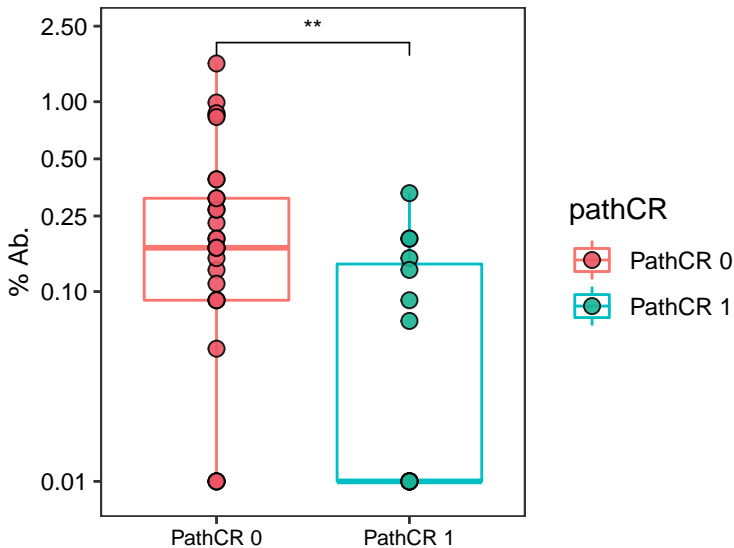 2.50
**
1.00
0.50
0.25
% Ab.
0.10
0.01
PathCR 0
PathCR 1
pathCR
PathCR 0
PathCR 1